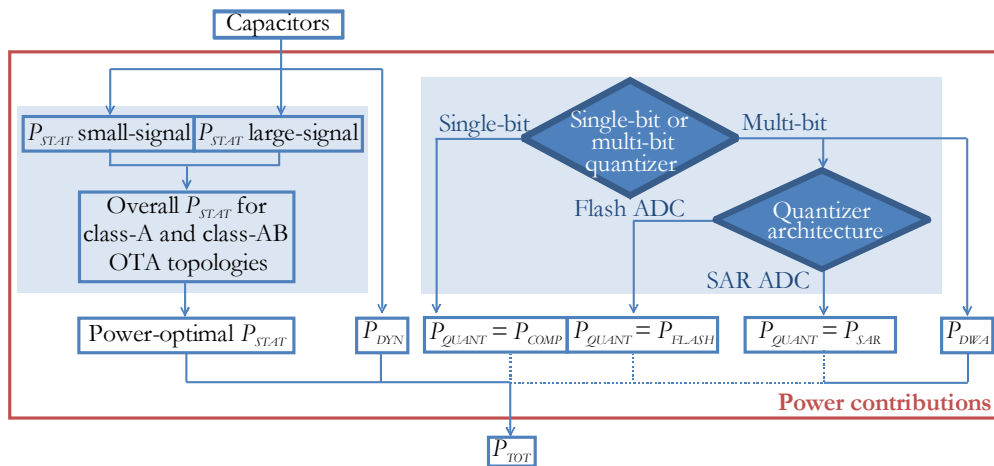 Capacitors
P_STAT small-signal
P_STAT large-signal
Overall P_STAT for
class-A and class-AB
OTA topologies
Power-optimal P_STAT
P_DYN
Single-bit
Single-bit or
multi-bit
quantizer
Multi-bit
Flash ADC
Quantizer
architecture
SAR ADC
P_QUANT = P_COMP
P_QUANT = P_FLASH
P_QUANT = P_SAR
P_DWA
Power contributions
P_TOT